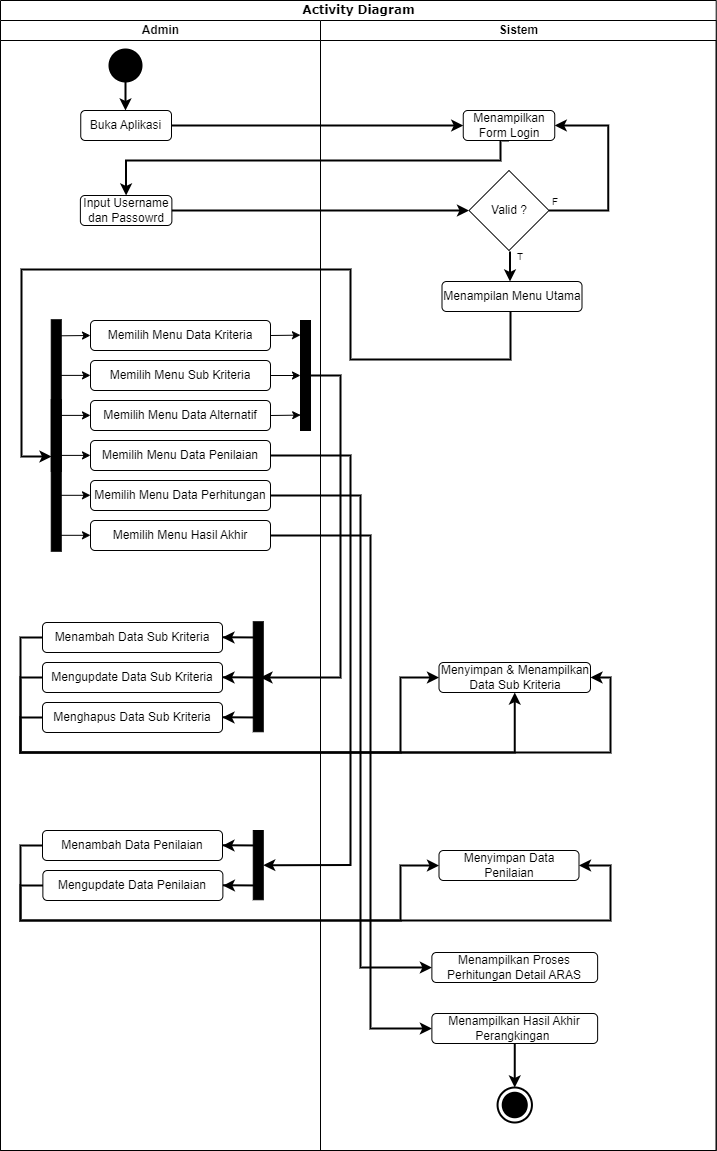 Activity Diagram
Admin
Sistem
Buka Aplikasi
Menampilkan
Form Login
Input Username
dan Passowrd
Valid ?
F
T
Menampilan Menu Utama
Memilih Menu Data Kriteria
Memilih Menu Sub Kriteria
Memilih Menu Data Alternatif
Memilih Menu Data Penilaian
Memilih Menu Data Perhitungan
Memilih Menu Hasil Akhir
Menambah Data Sub Kriteria
Mengupdate Data Sub Kriteria
Menghapus Data Sub Kriteria
Menyimpan & Menampilkan
Data Sub Kriteria
Menambah Data Penilaian
Mengupdate Data Penilaian
Menyimpan Data
Penilaian
Menampilkan Proses
Perhitungan Detail ARAS
Menampilkan Hasil Akhir
Perangkingan